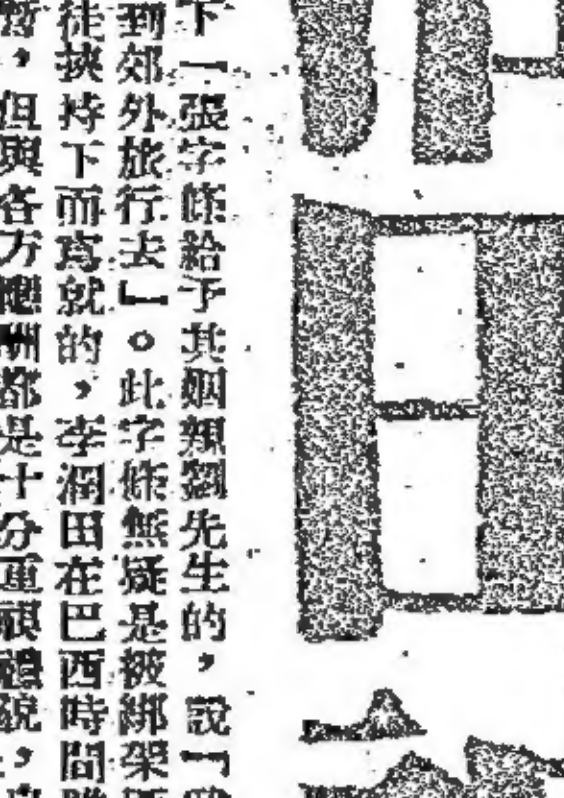 下一張字條給予其姻親劉先生的，說「
到郊外旅行去」。此字條無疑是被綁架
徒挾持下而寫就的，李潤田在巴西時間
暫，但與各方應酬都是十分重視禮貌，